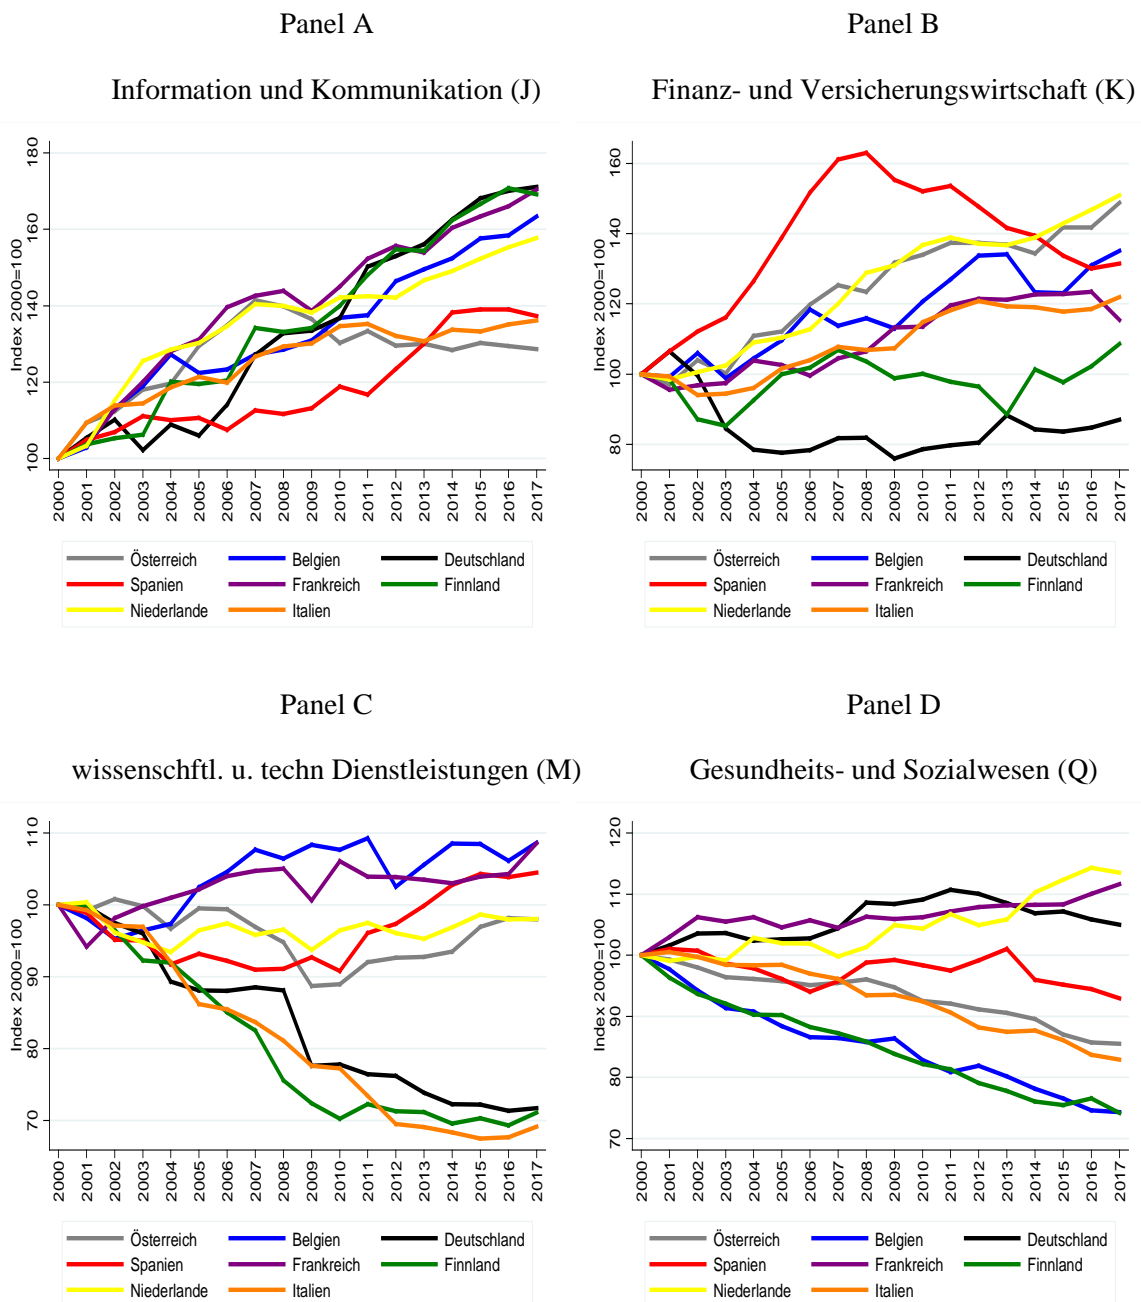 Panel A
Information und Kommunikation (J)
Index 2000=100
180
160
140
120
100
2000 2001 2002 2003 2004 2005 2006 2007 2008 2009 2010 2011 2012 2013 2014 2015 2016 2017
Österreich Belgien Deutschland
Spanien Frankreich Finnland
Niederlande Italien
Panel B
Finanz- und Versicherungswirtschaft (K)
Index 2000=100
160
140
120
100
80
2000 2001 2002 2003 2004 2005 2006 2007 2008 2009 2010 2011 2012 2013 2014 2015 2016 2017
Österreich Belgien Deutschland
Spanien Frankreich Finnland
Niederlande Italien
Panel C
wissenschftl. u. techn Dienstleistungen (M)
Index 2000=100
110
100
90
80
70
2000 2001 2002 2003 2004 2005 2006 2007 2008 2009 2010 2011 2012 2013 2014 2015 2016 2017
Österreich Belgien Deutschland
Spanien Frankreich Finnland
Niederlande Italien
Panel D
Gesundheits- und Sozialwesen (Q)
Index 2000=100
120
110
100
90
80
70
2000 2001 2002 2003 2004 2005 2006 2007 2008 2009 2010 2011 2012 2013 2014 2015 2016 2017
Österreich Belgien Deutschland
Spanien Frankreich Finnland
Niederlande Italien